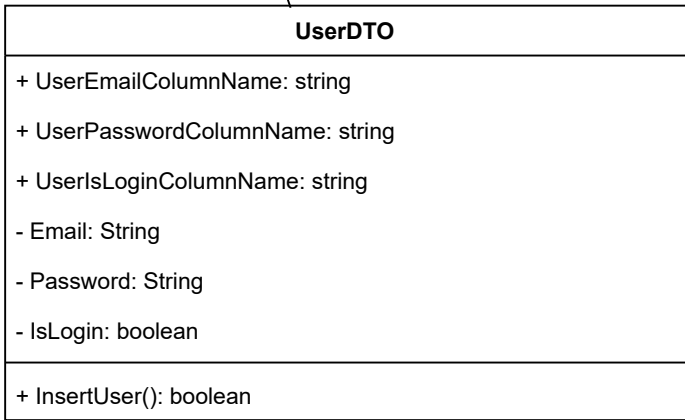 UserDTO
+ UserEmailColumnName: string
+ UserPasswordColumnName: string
+ UserIsLoginColumnName: string
- Email: String
- Password: String
- IsLogin: boolean
+ InsertUser(): boolean